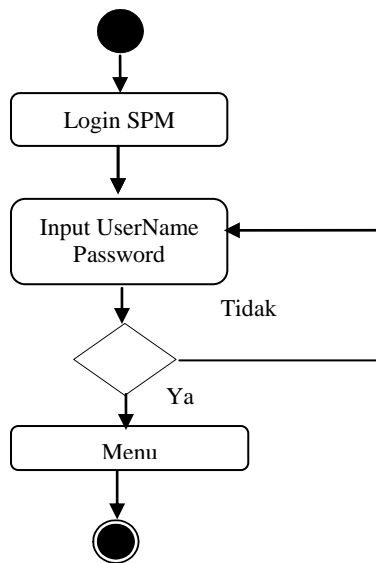 Login SPM
Input UserName
Password
Tidak
Ya
Menu